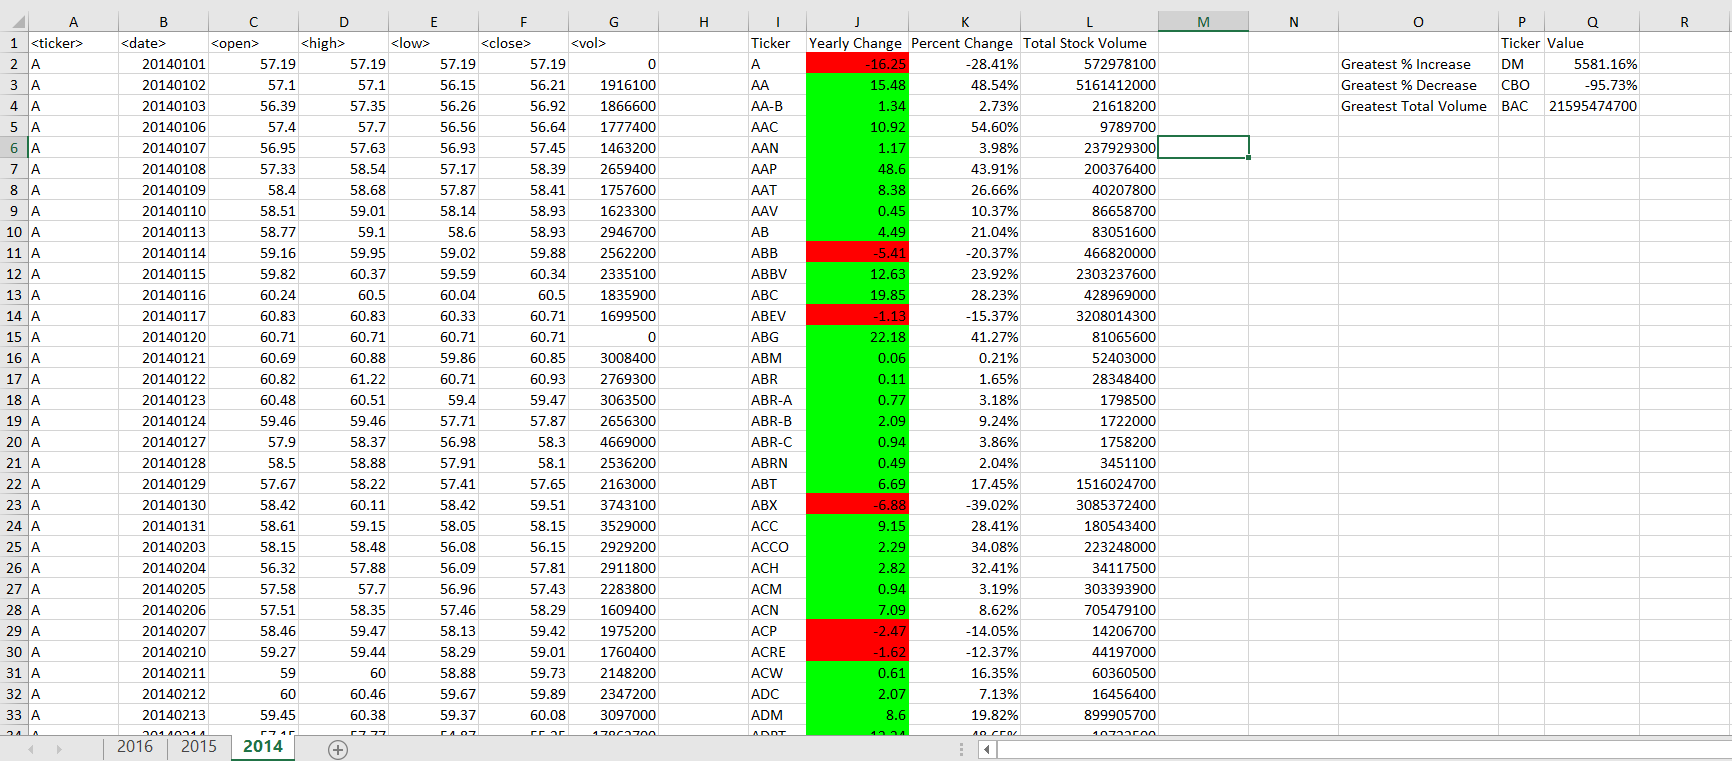 A B C D E F G H I J K L M N O P Q R
1 <ticker> <date> <open> <high> <low> <close> <vol> Ticker Yearly Change Percent Change Total Stock Volume Ticker Value
2 A 20140101 57.19 57.19 57.19 57.19 0 A -16.25 -28.41% 572978100 Greatest % Increase DM 5581.16%
3 A 20140102 57.1 57.1 56.15 56.21 1916100 AA 15.48 48.54% 5161412000 Greatest % Decrease CBO -95.73%
4 A 20140103 56.39 57.35 56.26 56.92 1866600 AA-B 1.34 2.73% 21618200 Greatest Total Volume BAC 21595474700
5 A 20140106 57.4 57.7 56.56 56.64 1777400 AAC 10.92 54.60% 9789700
6 A 20140107 56.95 57.63 56.93 57.45 1463200 AAN 1.17 3.98% 237929300
7 A 20140108 57.33 58.54 57.17 58.39 2659400 AAP 48.6 43.91% 200376400
8 A 20140109 58.4 58.68 57.87 58.41 1757600 AAT 8.38 26.66% 40207800
9 A 20140110 58.51 59.01 58.14 58.93 1623300 AAV 0.45 10.37% 86658700
10 A 20140113 58.77 59.1 58.6 58.93 2946700 AB 4.49 21.04% 83051600
11 A 20140114 59.16 59.95 59.02 59.88 2562200 ABB -5.41 -20.37% 466820000
12 A 20140115 59.82 60.37 59.59 60.34 2335100 ABBV 12.63 23.92% 2303237600
13 A 20140116 60.24 60.5 60.04 60.5 1835900 ABC 19.85 28.23% 428969000
14 A 20140117 60.83 60.83 60.33 60.71 1699500 ABEV -1.13 -15.37% 3208014300
15 A 20140120 60.71 60.71 60.71 60.71 0 ABG 22.18 41.27% 81065600
16 A 20140121 60.69 60.88 59.86 60.85 3008400 ABM 0.06 0.21% 52403000
17 A 20140122 60.82 61.22 60.71 60.93 2769300 ABR 0.11 1.65% 28348400
18 A 20140123 60.48 60.51 59.4 59.47 3063500 ABR-A 0.77 3.18% 1798500
19 A 20140124 59.46 59.46 57.71 57.87 2656300 ABR-B 2.09 9.24% 1722000
20 A 20140127 57.9 58.37 56.98 58.3 4669000 ABR-C 0.94 3.86% 1758200
21 A 20140128 58.5 58.88 57.91 58.1 2536200 ABRN 0.49 2.04% 3451100
22 A 20140129 57.67 58.22 57.41 57.65 2163000 ABT 6.69 17.45% 1516024700
23 A 20140130 58.42 60.11 58.42 59.51 3743100 ABX -6.88 -39.02% 3085372400
24 A 20140131 58.61 59.15 58.05 58.15 3529000 ACC 9.15 28.41% 180543400
25 A 20140203 58.15 58.48 56.08 56.15 2929200 ACCO 2.29 34.08% 223248000
26 A 20140204 56.32 57.88 56.09 57.81 2911800 ACH 2.82 32.41% 34117500
27 A 20140205 57.58 57.7 56.96 57.43 2283800 ACM 0.94 3.19% 303393900
28 A 20140206 57.51 58.35 57.46 58.29 1609400 ACN 7.09 8.62% 705479100
29 A 20140207 58.46 59.47 58.13 59.42 1975200 ACP -2.47 -14.05% 14206700
30 A 20140210 59.27 59.44 58.29 59.01 1760400 ACRE -1.62 -12.37% 44197000
31 A 20140211 59 60 58.88 59.73 2148200 ACW 0.61 16.35% 60360500
32 A 20140212 60 60.46 59.67 59.89 2347200 ADC 2.07 7.13% 16456400
33 A 20140213 59.45 60.38 59.37 60.08 3097000 ADM 8.6 19.82% 899905700
2016 2015 2014